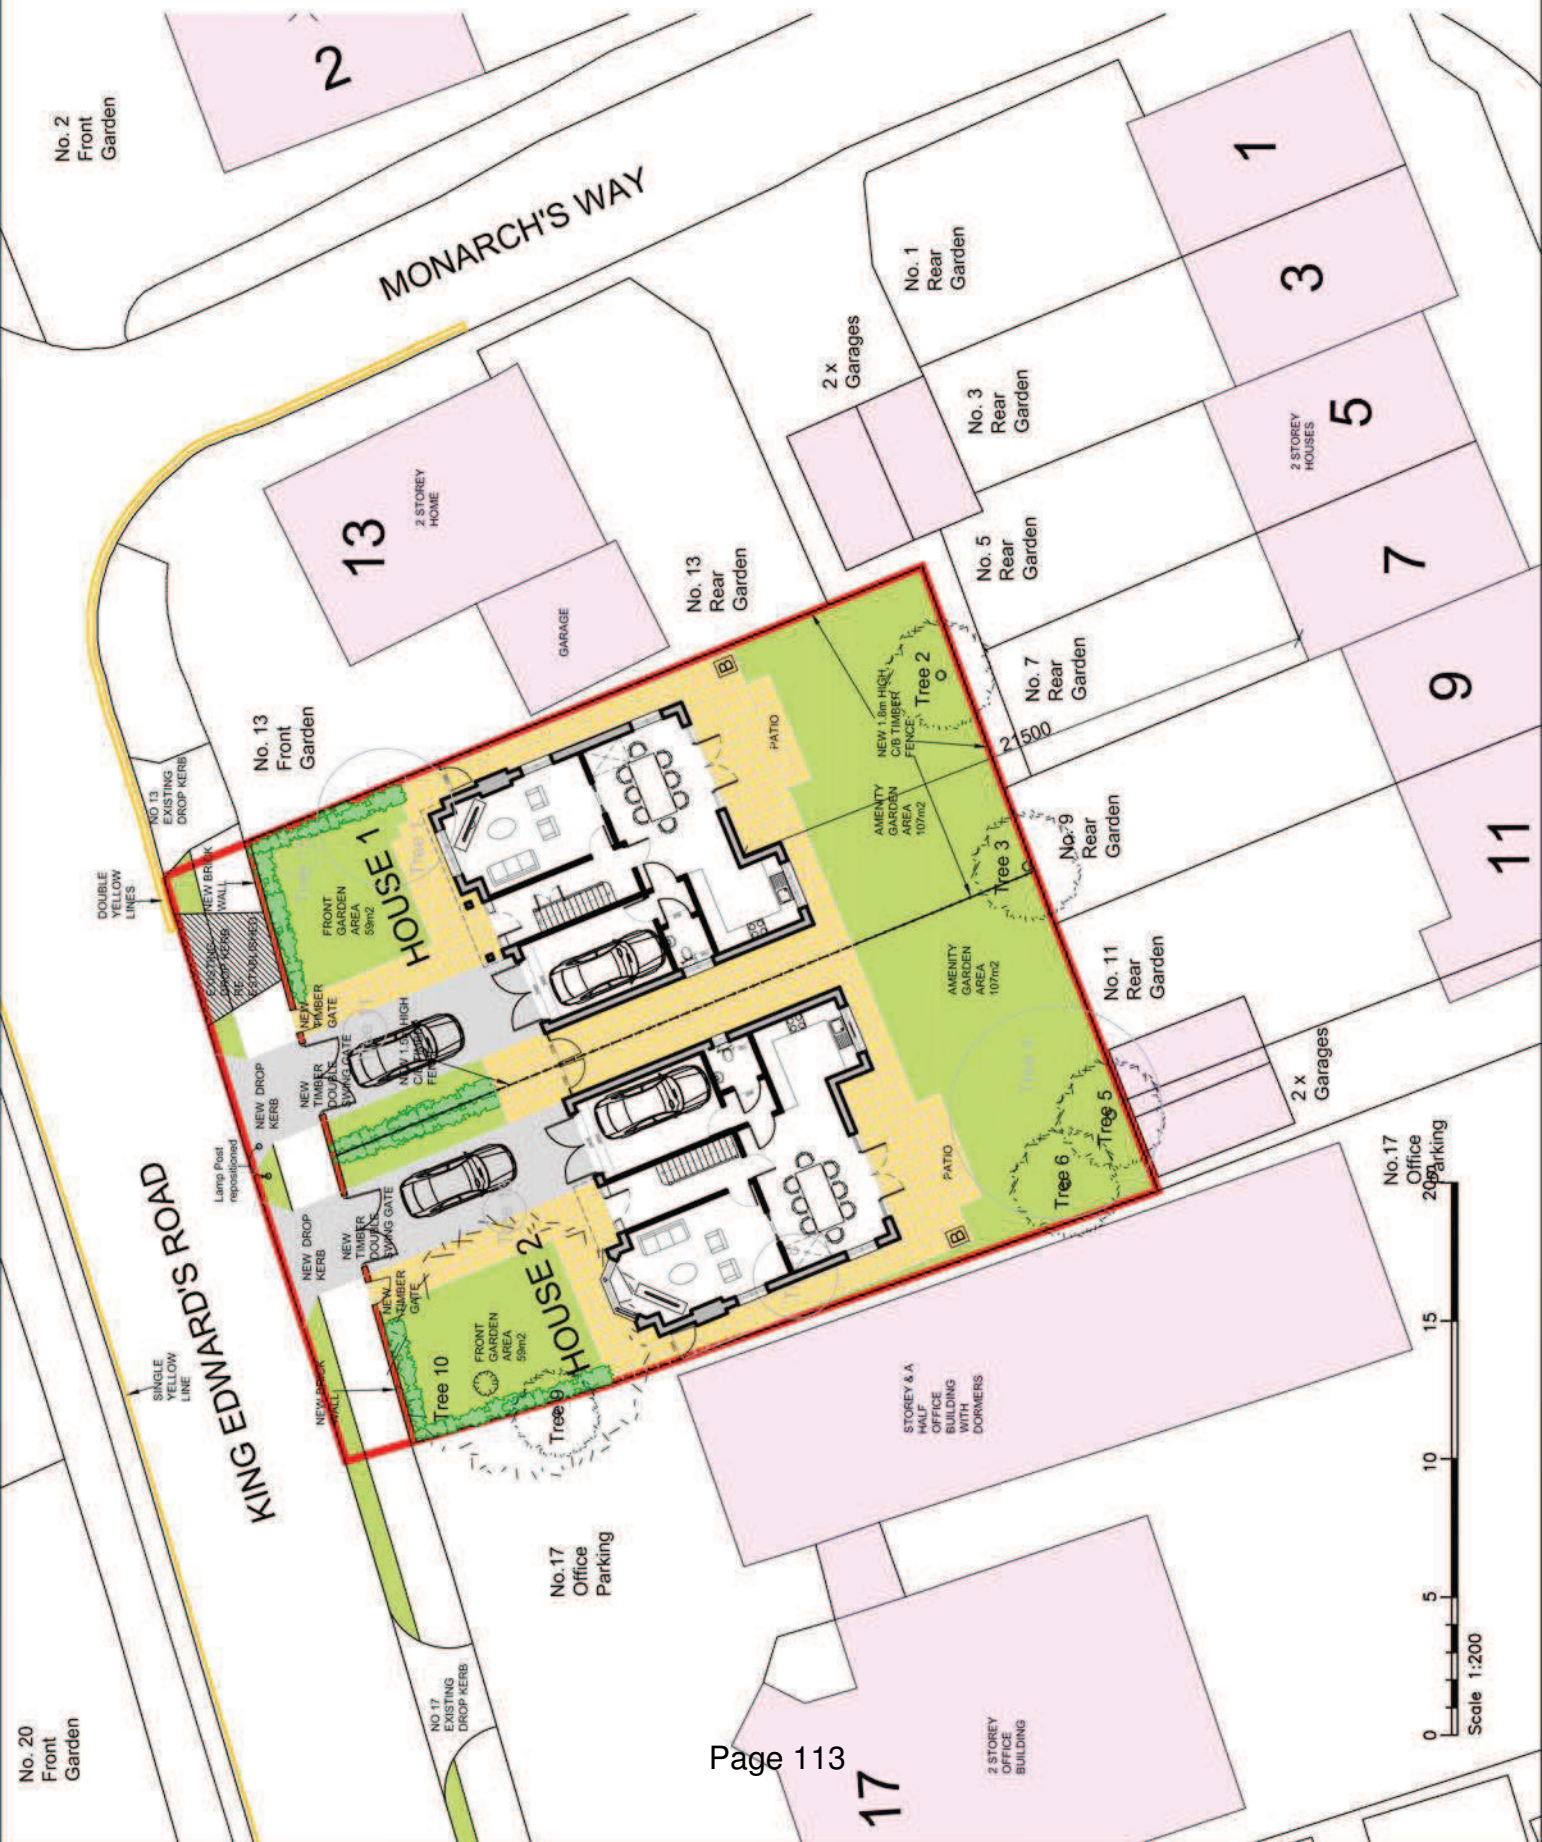 No. 2
Front
Garden
2
MONARCH'S WAY
1
3
5
7
9
11
2 STOREY
HOUSES
No. 1
Rear
Garden
2 x
Garages
No. 3
Rear
Garden
No. 5
Rear
Garden
No. 7
Rear
Garden
No. 9
Rear
Garden
No. 11
Rear
Garden
2 x
Garages
13
2 STOREY
HOME
GARAGE
No. 13
Rear
Garden
No. 13
Front
Garden
NO 13
EXISTING
DROP KERB
DOUBLE
YELLOW
LINES
NEW BRICK
WALL
EXISTING
DROP KERB
RE
ESTABLISHED
FRONT
GARDEN
AREA
59m2
HOUSE 1
NEW
TIMBER
GATE
NEW
TIMBER
DOUBLE
SWING GATE
NEW DROP
KERB
Lamp Post
repositioned
NEW DROP
KERB
NEW
TIMBER
DOUBLE
SWING GATE
NEW
TIMBER
GATE
NEW BRICK
WALL
Tree 10
FRONT
GARDEN
AREA
59m2
HOUSE 2
Tree 9
B
PATIO
NEW 1.8m HIGH
C/B TIMBER
FENCE
AMENITY
GARDEN
AREA
107m2
Tree 2
21500
Tree 3
AMENITY
GARDEN
AREA
107m2
PATIO
B
Tree 5
Tree 6
SINGLE
YELLOW
LINE
KING EDWARD'S ROAD
No. 20
Front
Garden
NO 17
EXISTING
DROP KERB
No.17
Office
Parking
STOREY & A
HALF
OFFICE
BUILDING
WITH
DORMERS
No.17
Office
Parking
17
2 STOREY
OFFICE
BUILDING
0 5 10 15 20m
Scale 1:200
Page 113